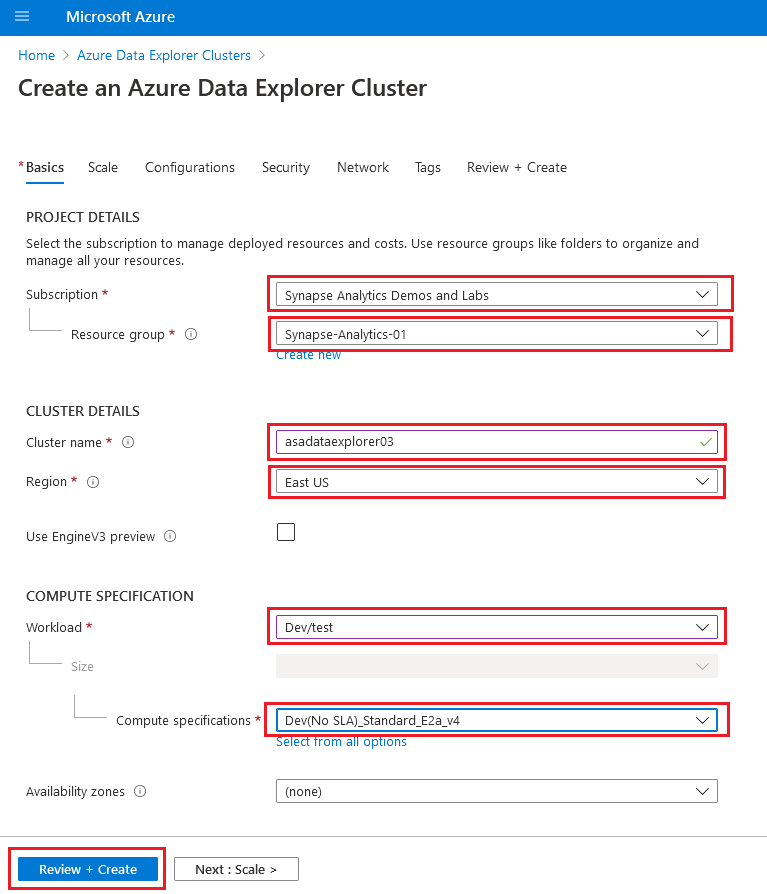 Microsoft Azure
Home > Azure Data Explorer Clusters >
Create an Azure Data Explorer Cluster
* Basics Scale Configurations Security Network Tags Review + Create
PROJECT DETAILS
Select the subscription to manage deployed resources and costs. Use resource groups like folders to organize and
manage all your resources.
Subscription * Synapse Analytics Demos and Labs
Resource group * Synapse-Analytics-01
Create new
CLUSTER DETAILS
Cluster name * asadataexplorer03
Region * East US
Use EngineV3 preview
COMPUTE SPECIFICATION
Workload * Dev/test
Size
Compute specifications * Dev(No SLA)_Standard_E2a_v4
Select from all options
Availability zones (none)
Review + Create Next : Scale >